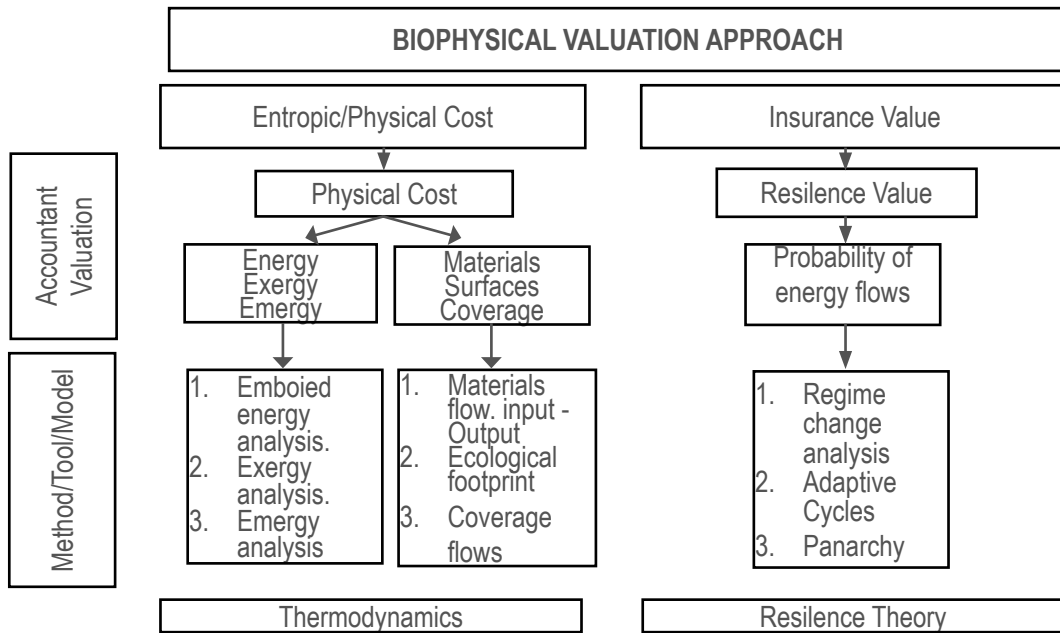 BIOPHYSICAL VALUATION APPROACH
Entropic/Physical Cost
Insurance Value
Accountant
Valuation
Physical Cost
Resilence Value
Energy
Exergy
Emergy
Materials
Surfaces
Coverage
Probability of
energy flows
Method/Tool/Model
1. Emboied
energy
analysis.
2. Exergy
analysis.
3. Emergy
analysis
1. Materials
flow. input -
Output
2. Ecological
footprint
3. Coverage
flows
1. Regime
change
analysis
2. Adaptive
Cycles
3. Panarchy
Thermodynamics
Resilence Theory